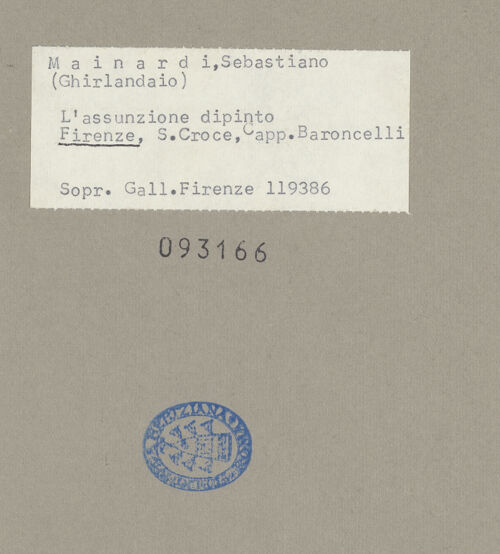 M a i n a r d i,Sebastiano
(Ghirlandaio)
L'assunzione dipinto
Firenze, S.Croce,Capp.Baroncelli
Sopr. Gall.Firenze 119386
093166